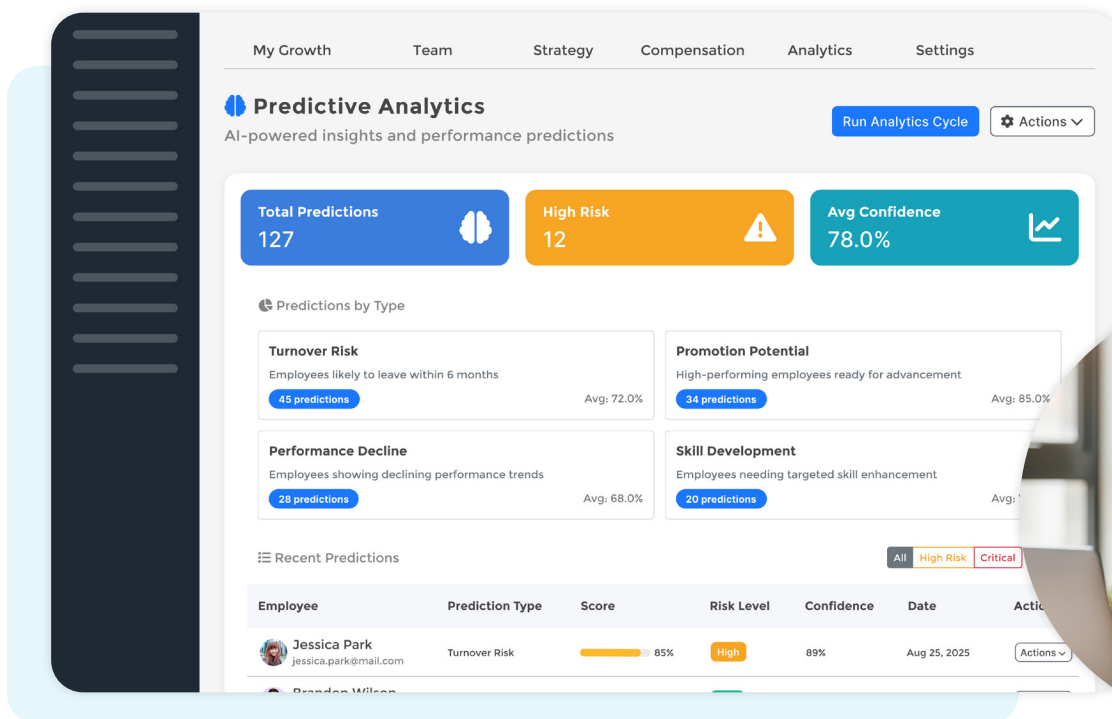 My Growth Team Strategy Compensation Analytics Settings
Predictive Analytics
AI-powered insights and performance predictions
Run Analytics Cycle Actions
Total Predictions
127
High Risk
12
Avg Confidence
78.0%
Predictions by Type
Turnover Risk
Employees likely to leave within 6 months
45 predictions Avg: 72.0%
Promotion Potential
High-performing employees ready for advancement
34 predictions Avg: 85.0%
Performance Decline
Employees showing declining performance trends
28 predictions Avg: 68.0%
Skill Development
Employees needing targeted skill enhancement
20 predictions Avg:
Recent Predictions
All High Risk Critical
Employee Prediction Type Score Risk Level Confidence Date
Jessica Park
jessica.park@mail.com
Turnover Risk 85% High 89% Aug 25, 2025 Actions
Brandon Wilson